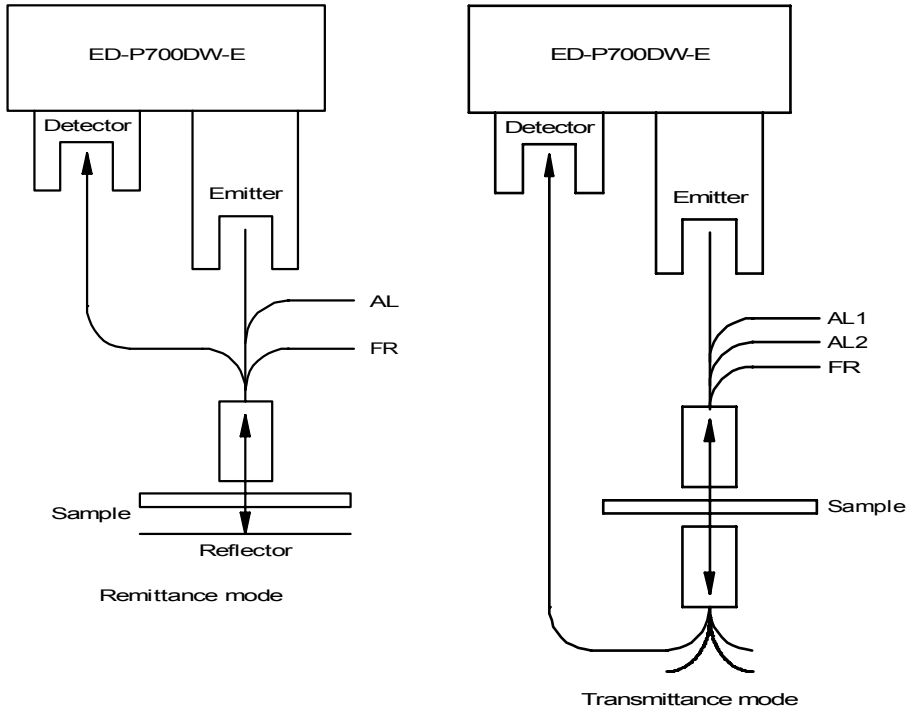 ED-P700DW-E
Detector
Emitter
AL
FR
Sample
Reflector
Remittance mode
ED-P700DW-E
Detector
Emitter
AL1
AL2
FR
Sample
Transmittance mode